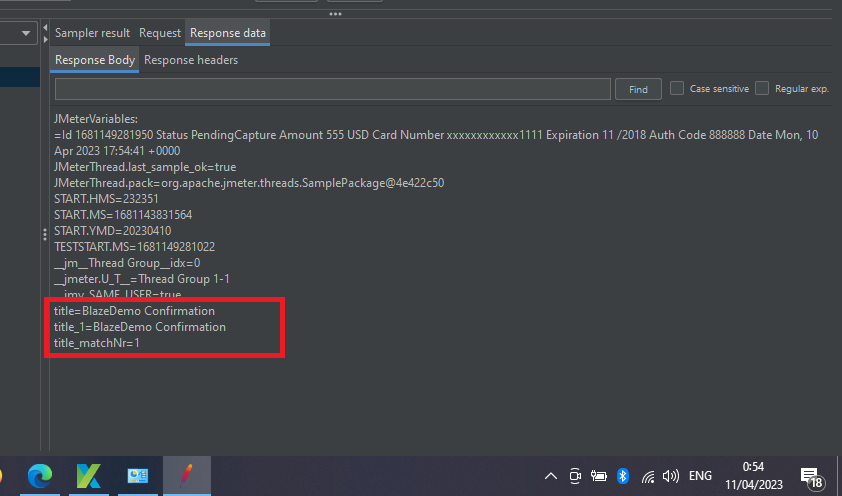 Sampler result Request Response data
Response Body Response headers
Find Case sensitive Regular exp.
JMeterVariables:
=Id 1681149281950 Status PendingCapture Amount 555 USD Card Number xxxxxxxxxxxx1111 Expiration 11 /2018 Auth Code 888888 Date Mon, 10
Apr 2023 17:54:41 +0000
JMeterThread.last_sample_ok=true
JMeterThread.pack=org.apache.jmeter.threads.SamplePackage@4e422c50
START.HMS=232351
START.MS=1681143831564
START.YMD=20230410
TESTSTART.MS=1681149281022
__jm__Thread Group__idx=0
__jmeter.U_T__=Thread Group 1-1
__jmv_SAME_USER=true
title=BlazeDemo Confirmation
title_1=BlazeDemo Confirmation
title_matchNr=1
ENG
0:54
11/04/2023
18